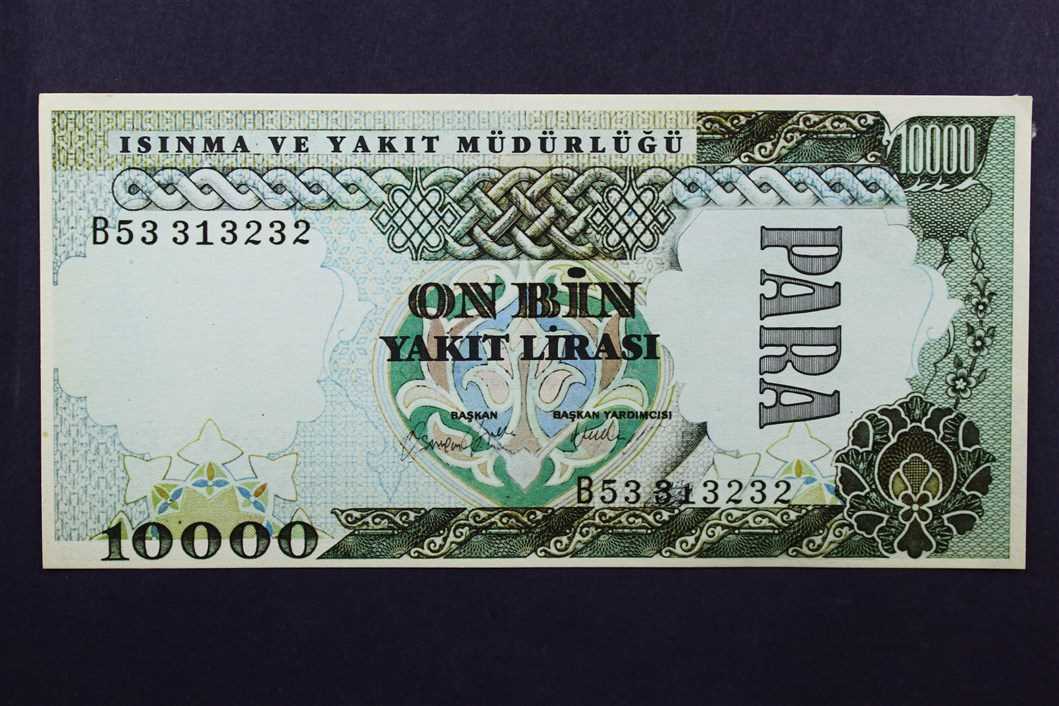 ISINMA VE YAKIT MÜDÜRLÜĞÜ
10000
B53 313232
PARA
ON BİN
YAKIT LİRASI
BAŞKAN
BAŞKAN YARDIMCISI
B53 313232
10000